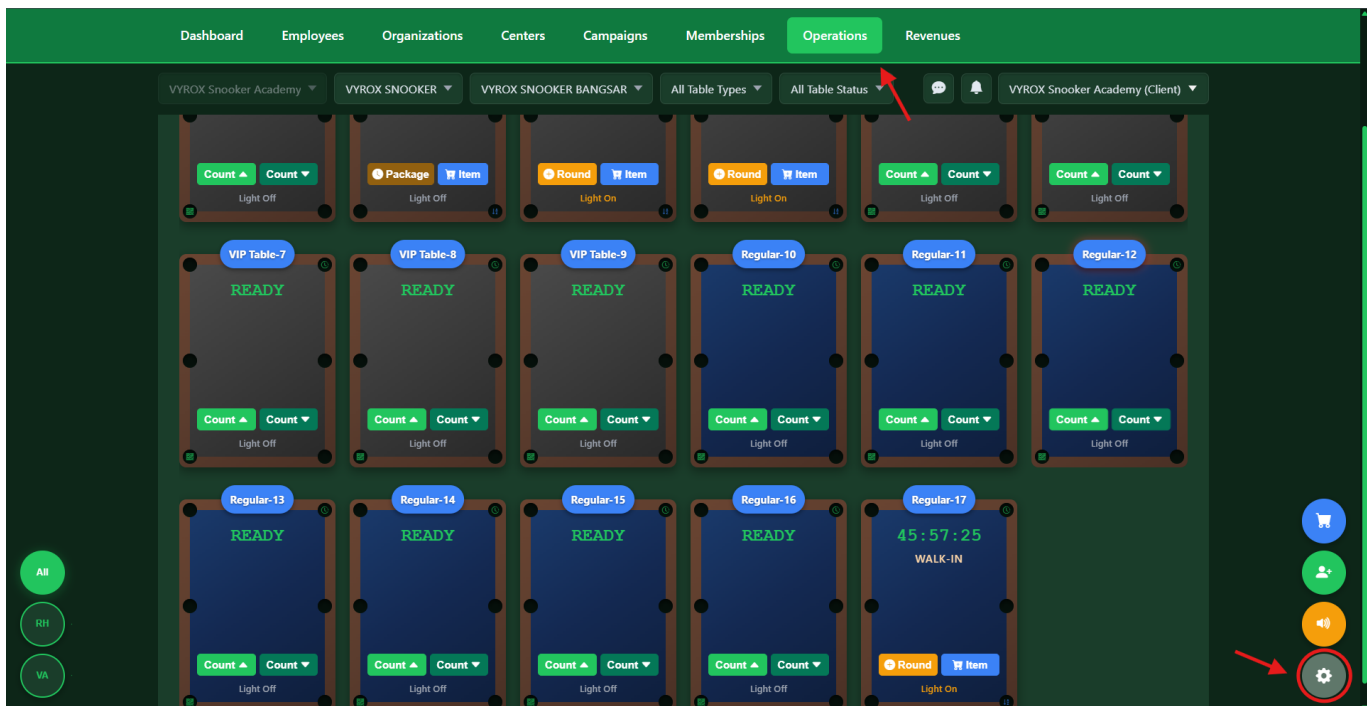 Dashboard Employees Organizations Centers Campaigns Memberships Operations Revenues
VYROX Snooker Academy VYROX SNOOKER VYROX SNOOKER BANGSAR All Table Types All Table Status VYROX Snooker Academy (Client)
Count Count Package Item Round Item Round Item Count Count Count Count
Light Off Light Off Light On Light On Light Off Light Off
VIP Table-7 VIP Table-8 VIP Table-9 Regular-10 Regular-11 Regular-12
READY READY READY READY READY READY
Count Count Count Count Count Count Count Count Count Count Count Count
Light Off Light Off Light Off Light Off Light Off Light Off
Regular-13 Regular-14 Regular-15 Regular-16 Regular-17
READY READY READY READY 45:57:25
WALK-IN
All
RH
Count Count Count Count Count Count Count Count Round Item
VA
Light Off Light Off Light Off Light Off Light On